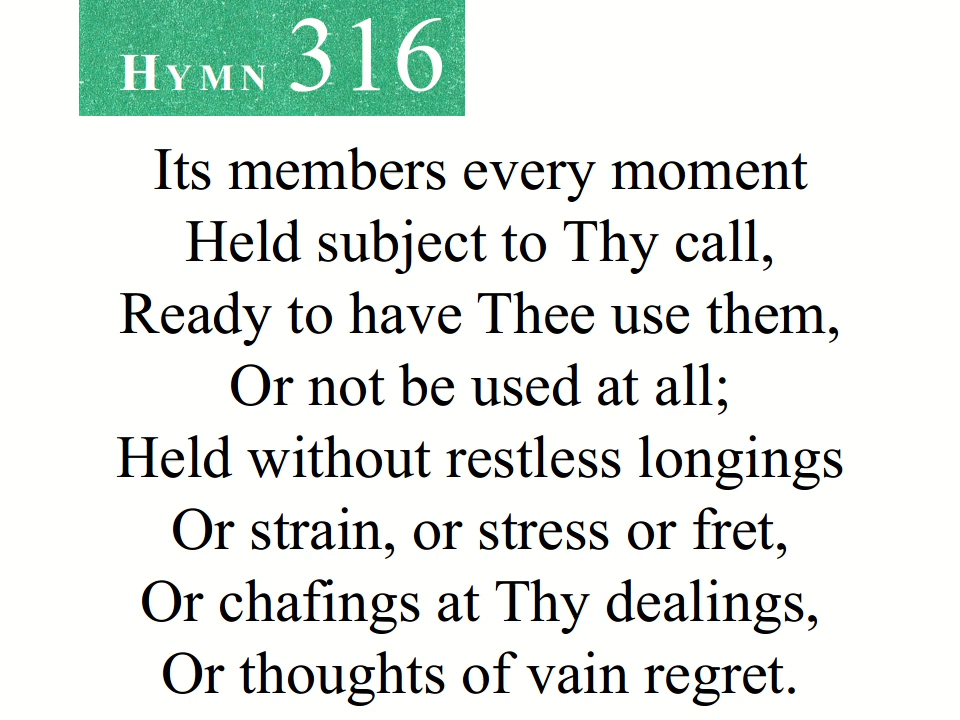 HYMN 316
Its members every moment
Held subject to Thy call,
Ready to have Thee use them,
Or not be used at all;
Held without restless longings
Or strain, or stress or fret,
Or chafings at Thy dealings,
Or thoughts of vain regret.